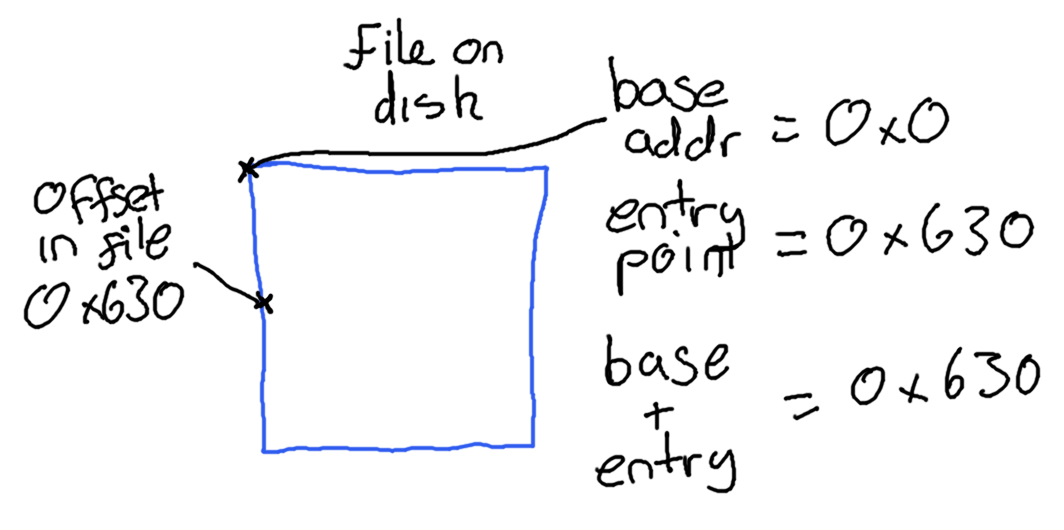 file on
disk
base
addr = 0x0
offset
in file
0x630
entry
point = 0x630
base
+
entry = 0x630